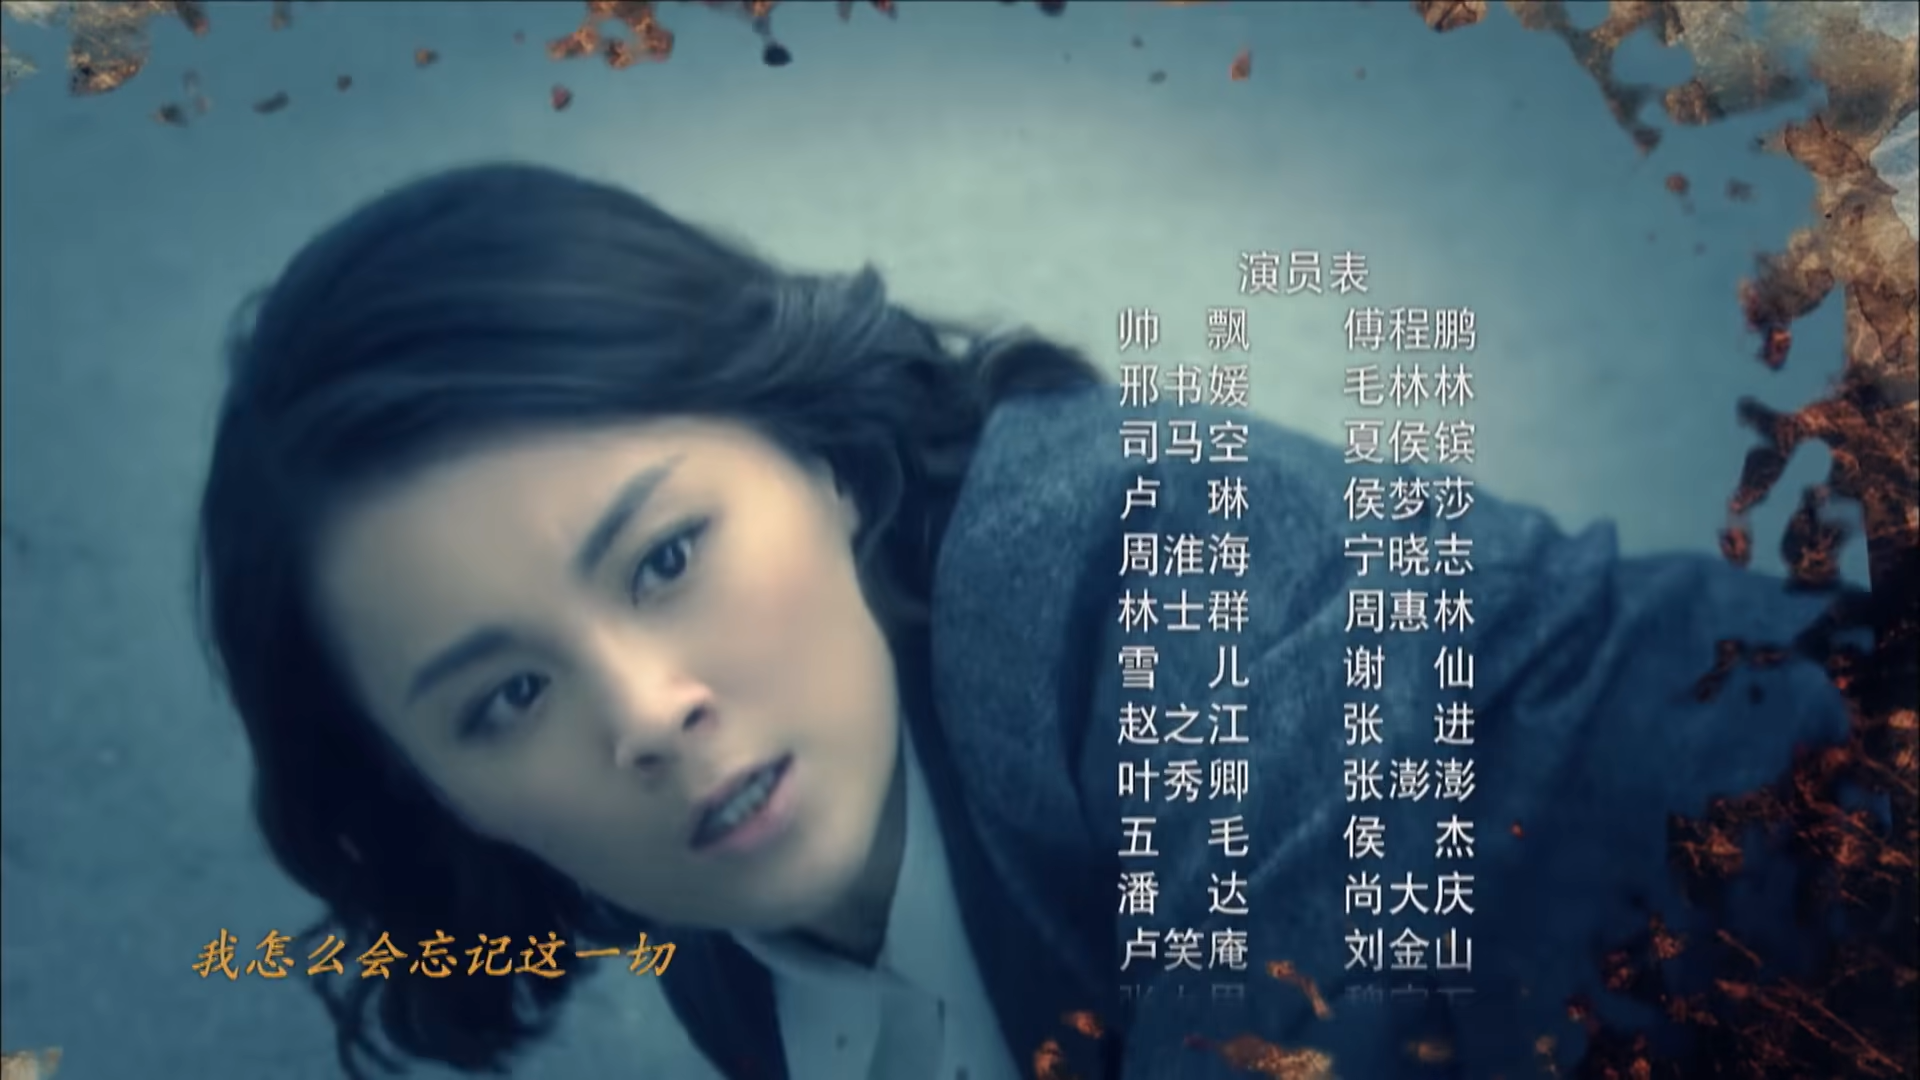 演员表
帅 飘 傅程鹏
邢书媛 毛林林
司马空 夏侯镔
卢 琳 侯梦莎
周淮海 宁晓志
林士群 周惠林
雪 儿 谢 仙
赵之江 张 进
叶秀卿 张澎澎
五 毛 侯 杰
潘 达 尚大庆
卢笑庵 刘金山
我怎么会忘记这一切